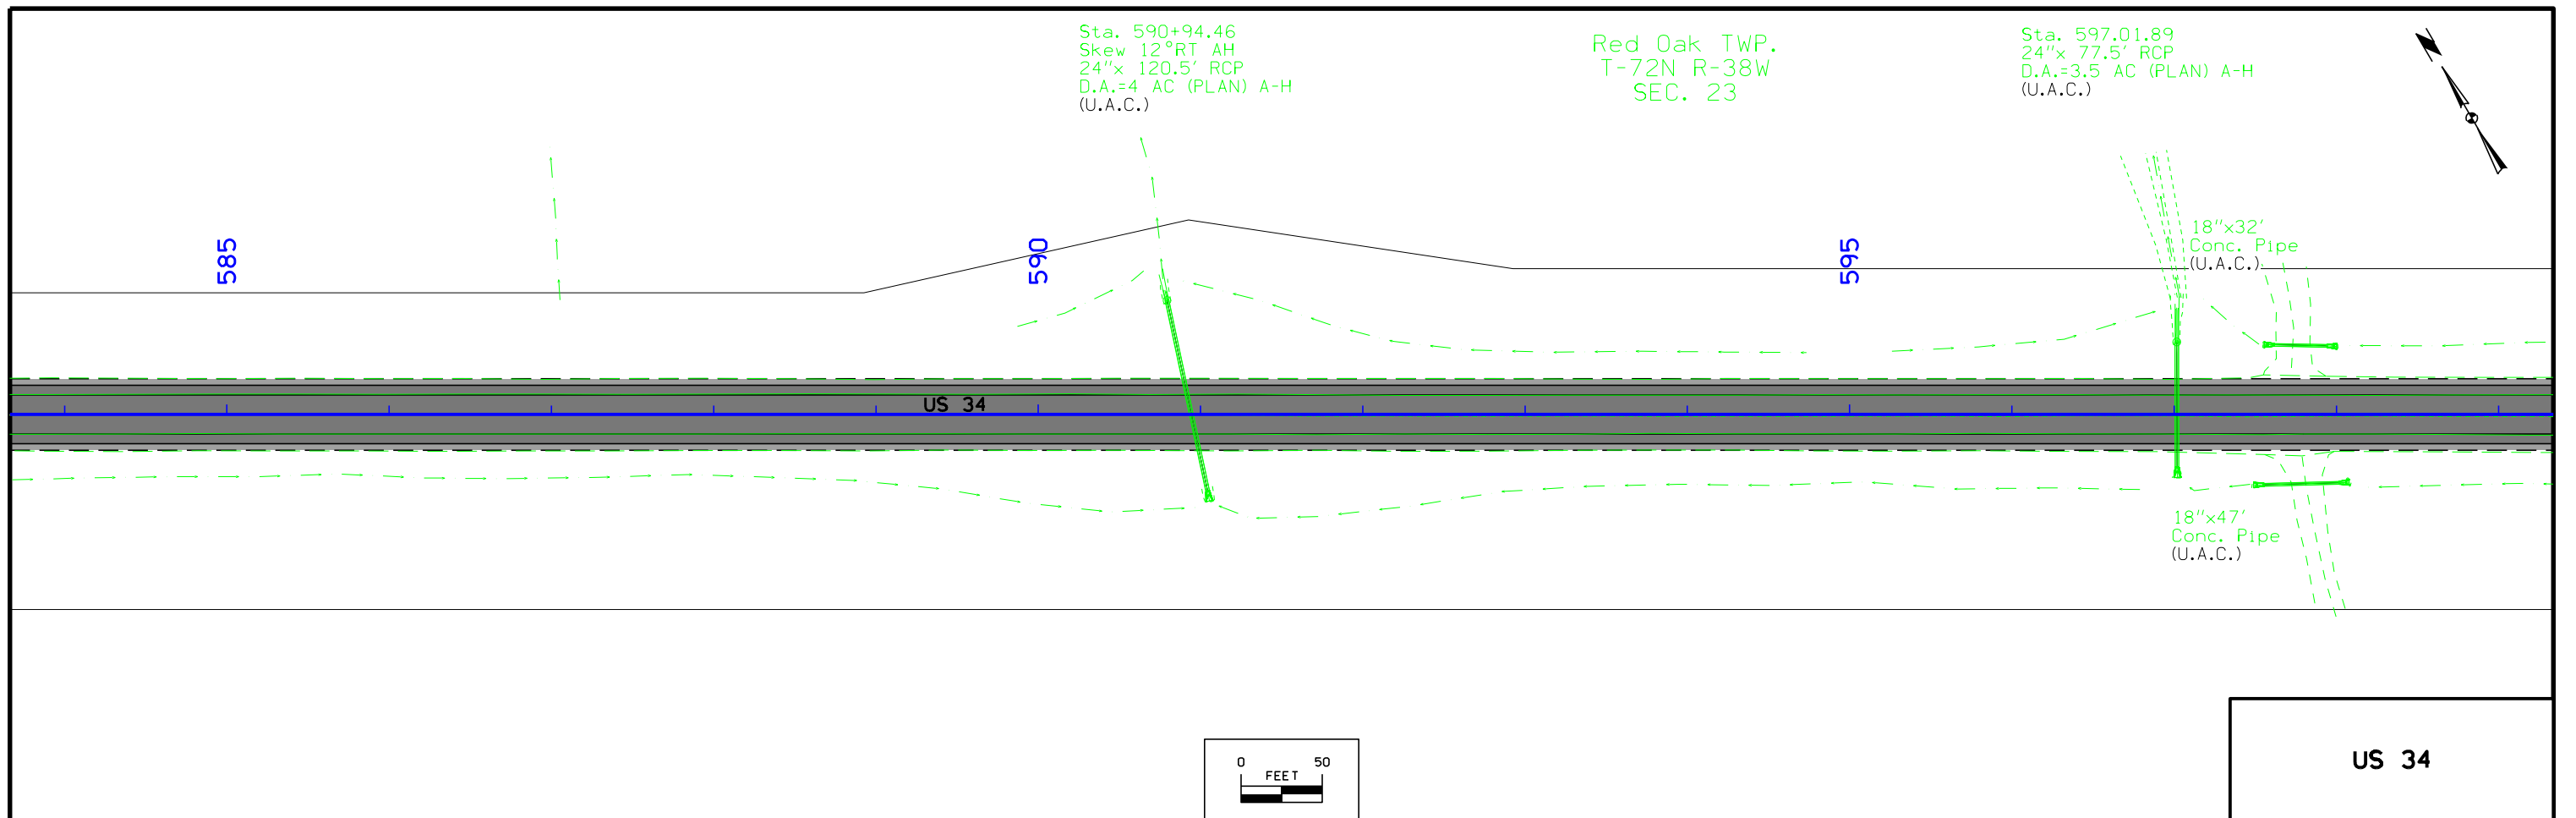 Sta. 590+94.46
Skew 12°RT AH
24"x 120.5' RCP
D.A.=4 AC (PLAN) A-H
(U.A.C.)
Red Oak TWP.
T-72N R-38W
SEC. 23
Sta. 597.01.89
24"x 77.5' RCP
D.A.=3.5 AC (PLAN) A-H
(U.A.C.)
18"x32'
Conc. Pipe
(U.A.C.)
585
590
595
US 34
18"x47'
Conc. Pipe
(U.A.C.)
0 50
FEET
US 34